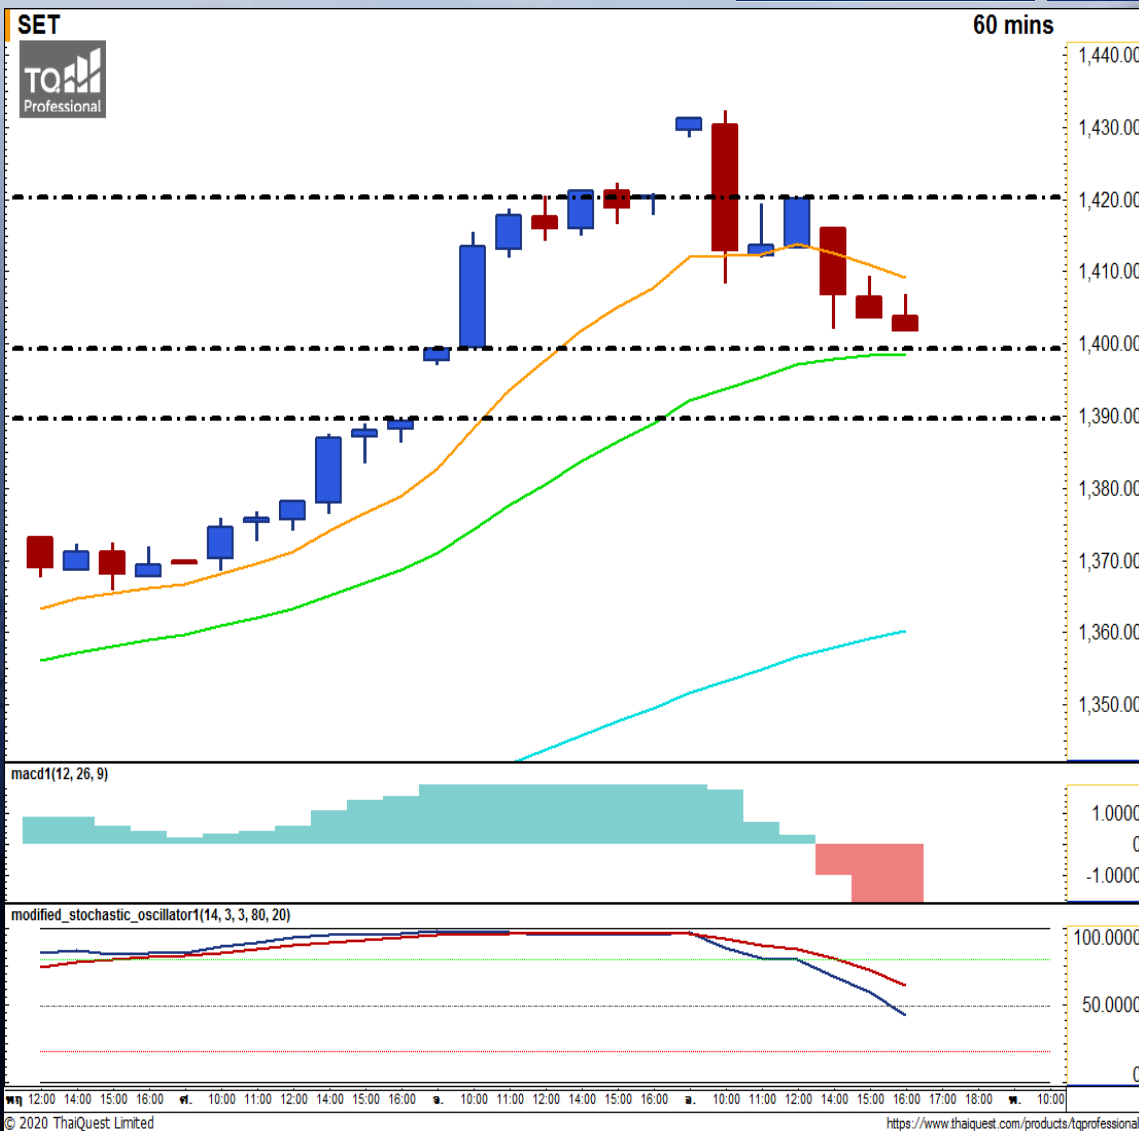 SET
60 mins
TQ
Professional
1,440.00
1,430.00
1,420.00
1,410.00
1,400.00
1,390.00
1,380.00
1,370.00
1,360.00
1,350.00
macd1(12, 26, 9)
1.0000
0
-1.0000
modified_stochastic_oscillator1(14, 3, 3, 80, 20)
100.0000
50.0000
0
พฤ 12:00 14:00 15:00 16:00 ศ. 10:00 11:00 12:00 14:00 15:00 16:00 จ. 10:00 11:00 12:00 14:00 15:00 16:00 อ. 10:00 11:00 12:00 14:00 15:00 16:00 17:00 18:00 พ. 10:00
© 2020 ThaiQuest Limited
https://www.thaiquest.com/products/tqprofessional